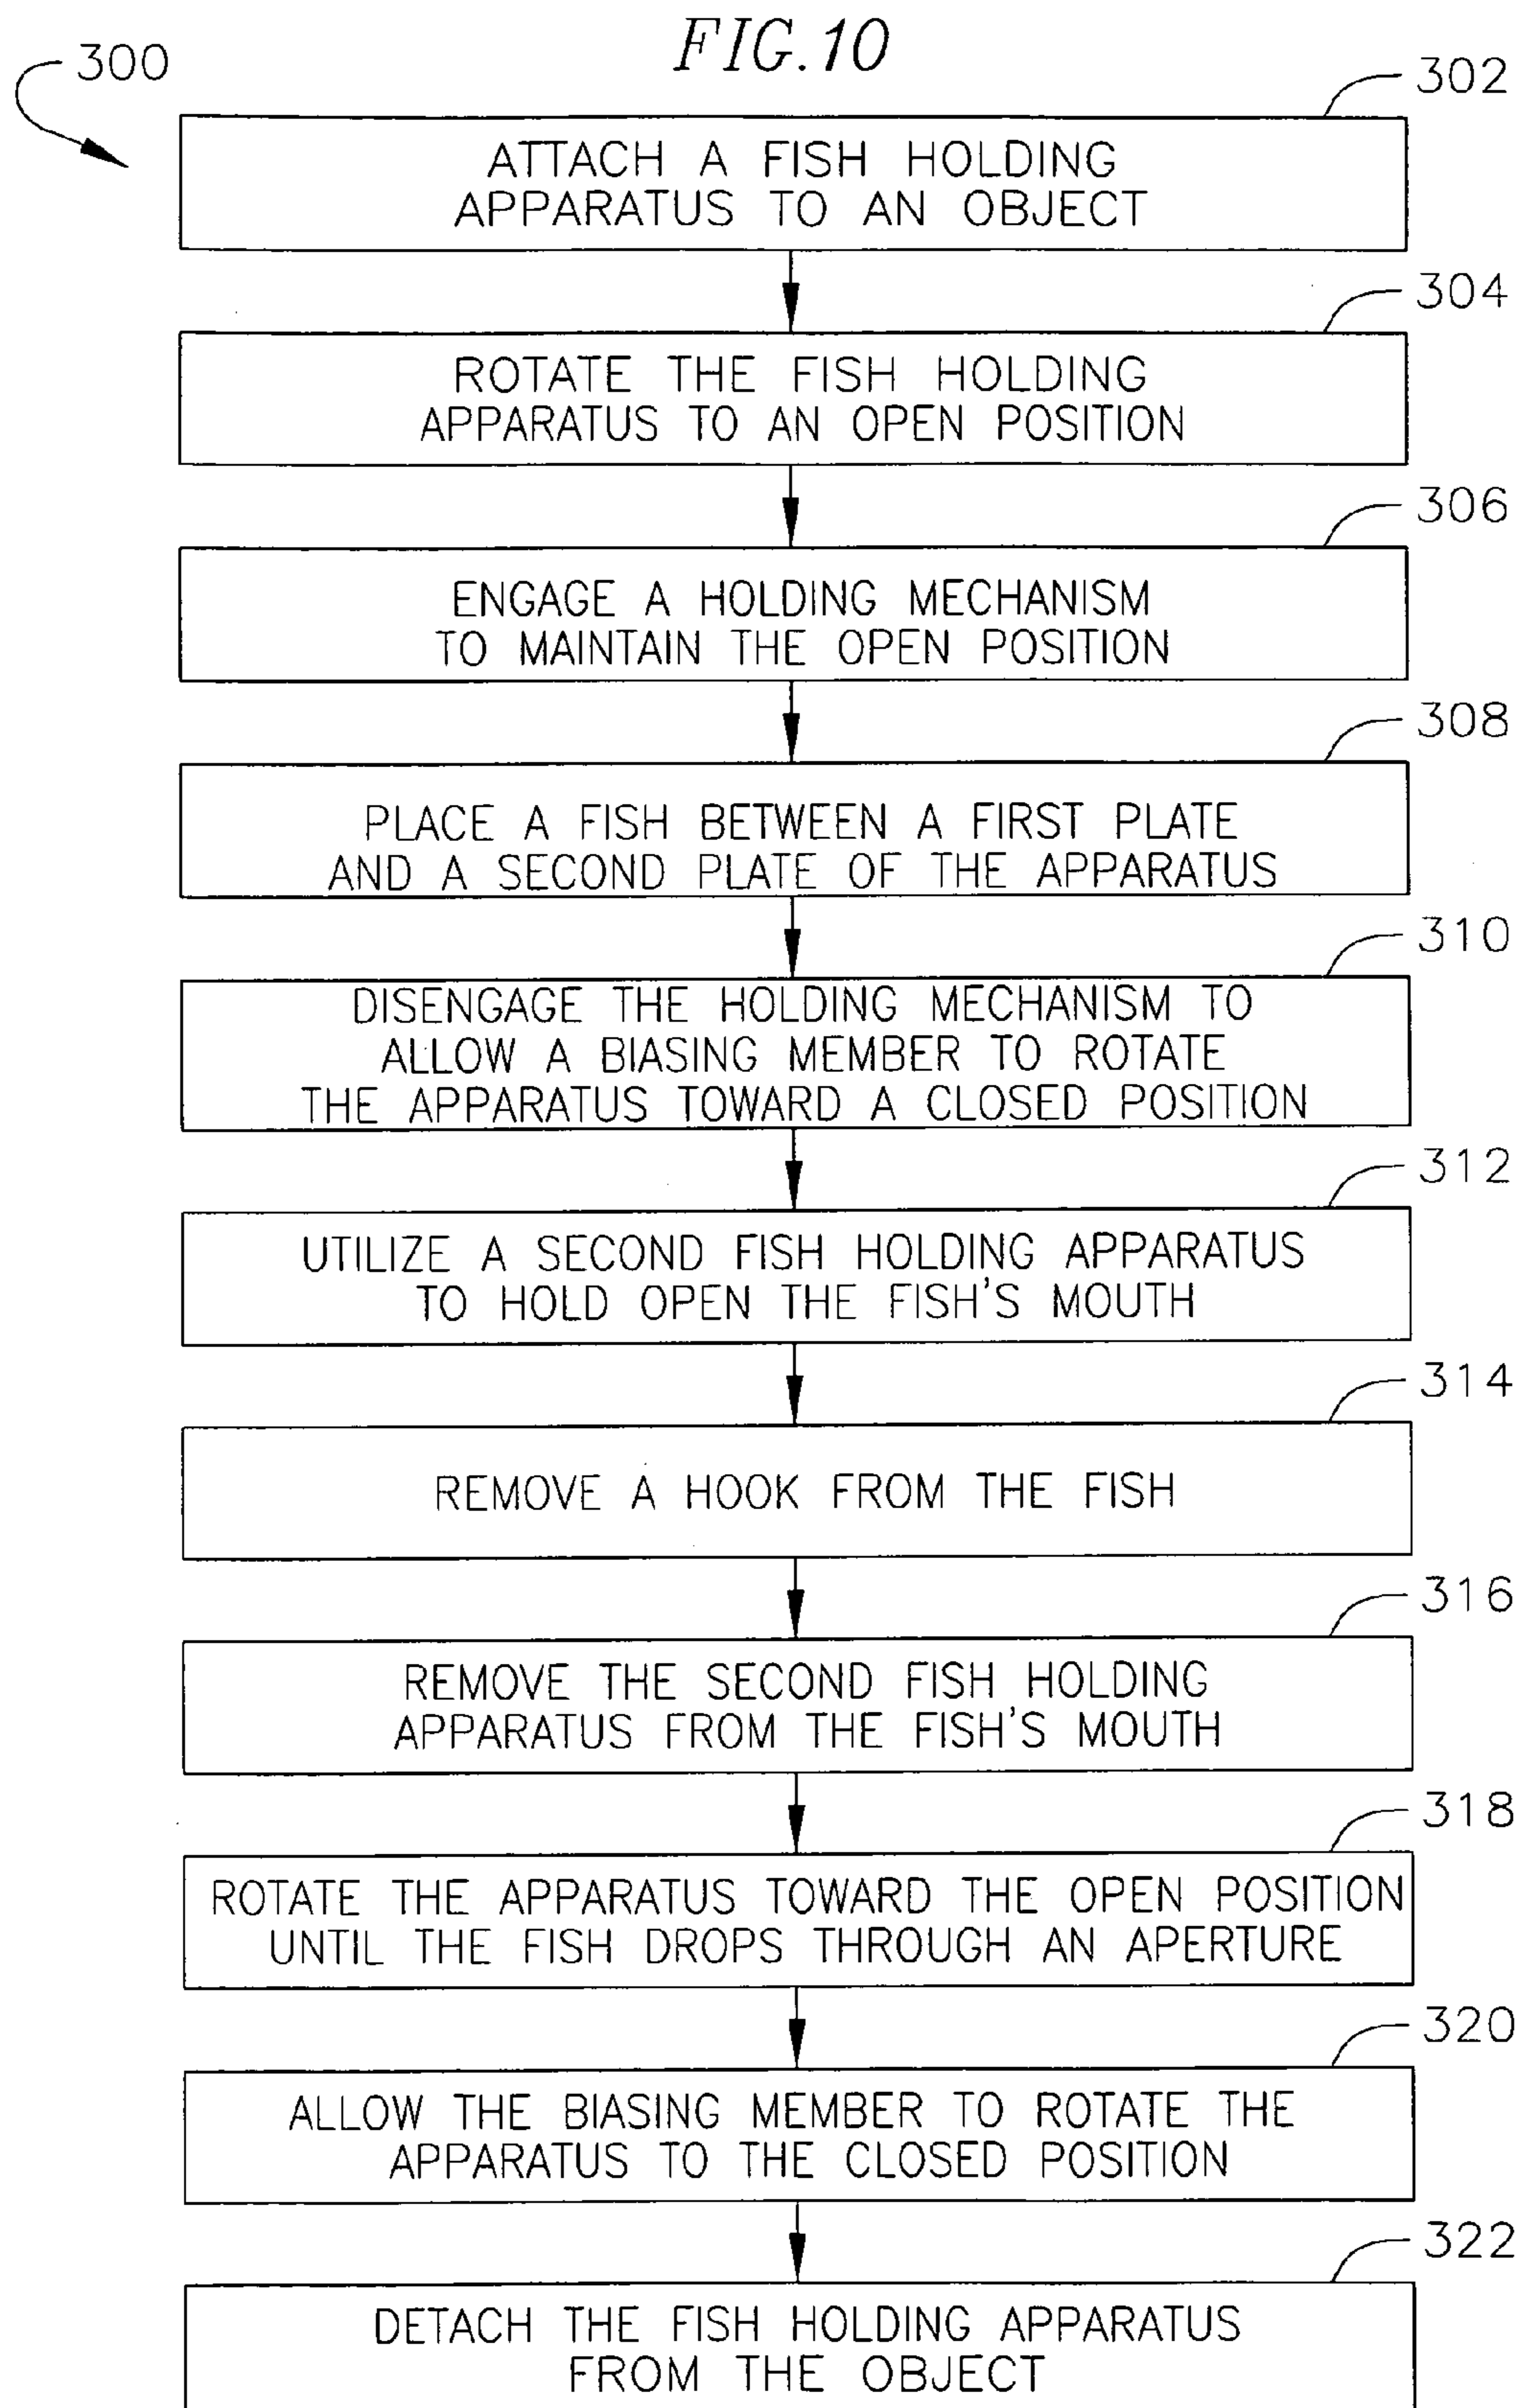 FIG.10
300
302
ATTACH A FISH HOLDING
APPARATUS TO AN OBJECT
304
ROTATE THE FISH HOLDING
APPARATUS TO AN OPEN POSITION
306
ENGAGE A HOLDING MECHANISM
TO MAINTAIN THE OPEN POSITION
308
PLACE A FISH BETWEEN A FIRST PLATE
AND A SECOND PLATE OF THE APPARATUS
310
DISENGAGE THE HOLDING MECHANISM TO
ALLOW A BIASING MEMBER TO ROTATE
THE APPARATUS TOWARD A CLOSED POSITION
312
UTILIZE A SECOND FISH HOLDING APPARATUS
TO HOLD OPEN THE FISH'S MOUTH
314
REMOVE A HOOK FROM THE FISH
316
REMOVE THE SECOND FISH HOLDING
APPARATUS FROM THE FISH'S MOUTH
318
ROTATE THE APPARATUS TOWARD THE OPEN POSITION
UNTIL THE FISH DROPS THROUGH AN APERTURE
320
ALLOW THE BIASING MEMBER TO ROTATE THE
APPARATUS TO THE CLOSED POSITION
322
DETACH THE FISH HOLDING APPARATUS
FROM THE OBJECT